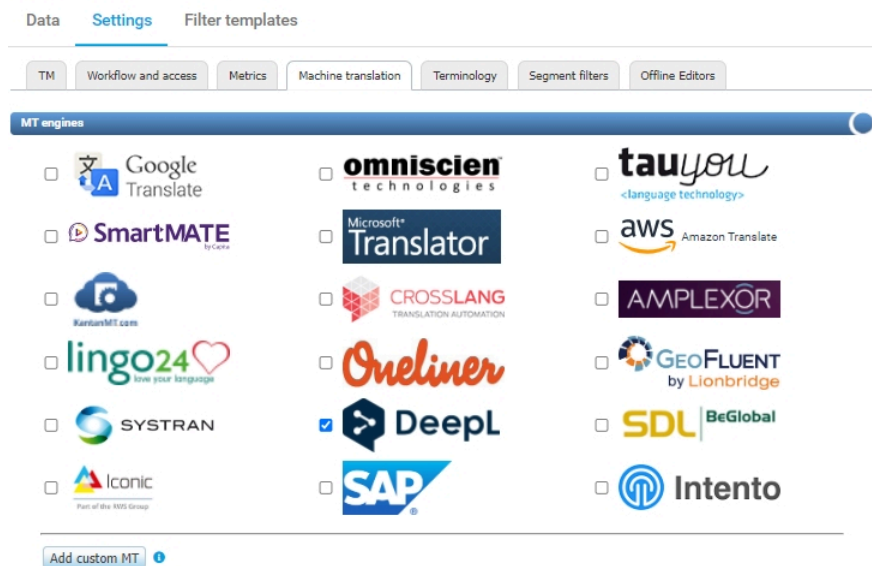 Data Settings Filter templates
TM Workflow and access Metrics Machine translation Terminology Segment filters Offline Editors
MT engines
文 A Google Translate
omniscien technologies
tauyou <language technology>
SmartMATE by Capita
Microsoft® Translator
aws Amazon Translate
KantanMT.com
CROSSLANG TRANSLATION AUTOMATION
AMPLEXOR
lingo24 love your language
Oneliner
GEOFLUENT by Lionbridge
SYSTRAN
DeepL
SDL BeGlobal
Iconic Part of the RWS Group
SAP®
Intento
Add custom MT i